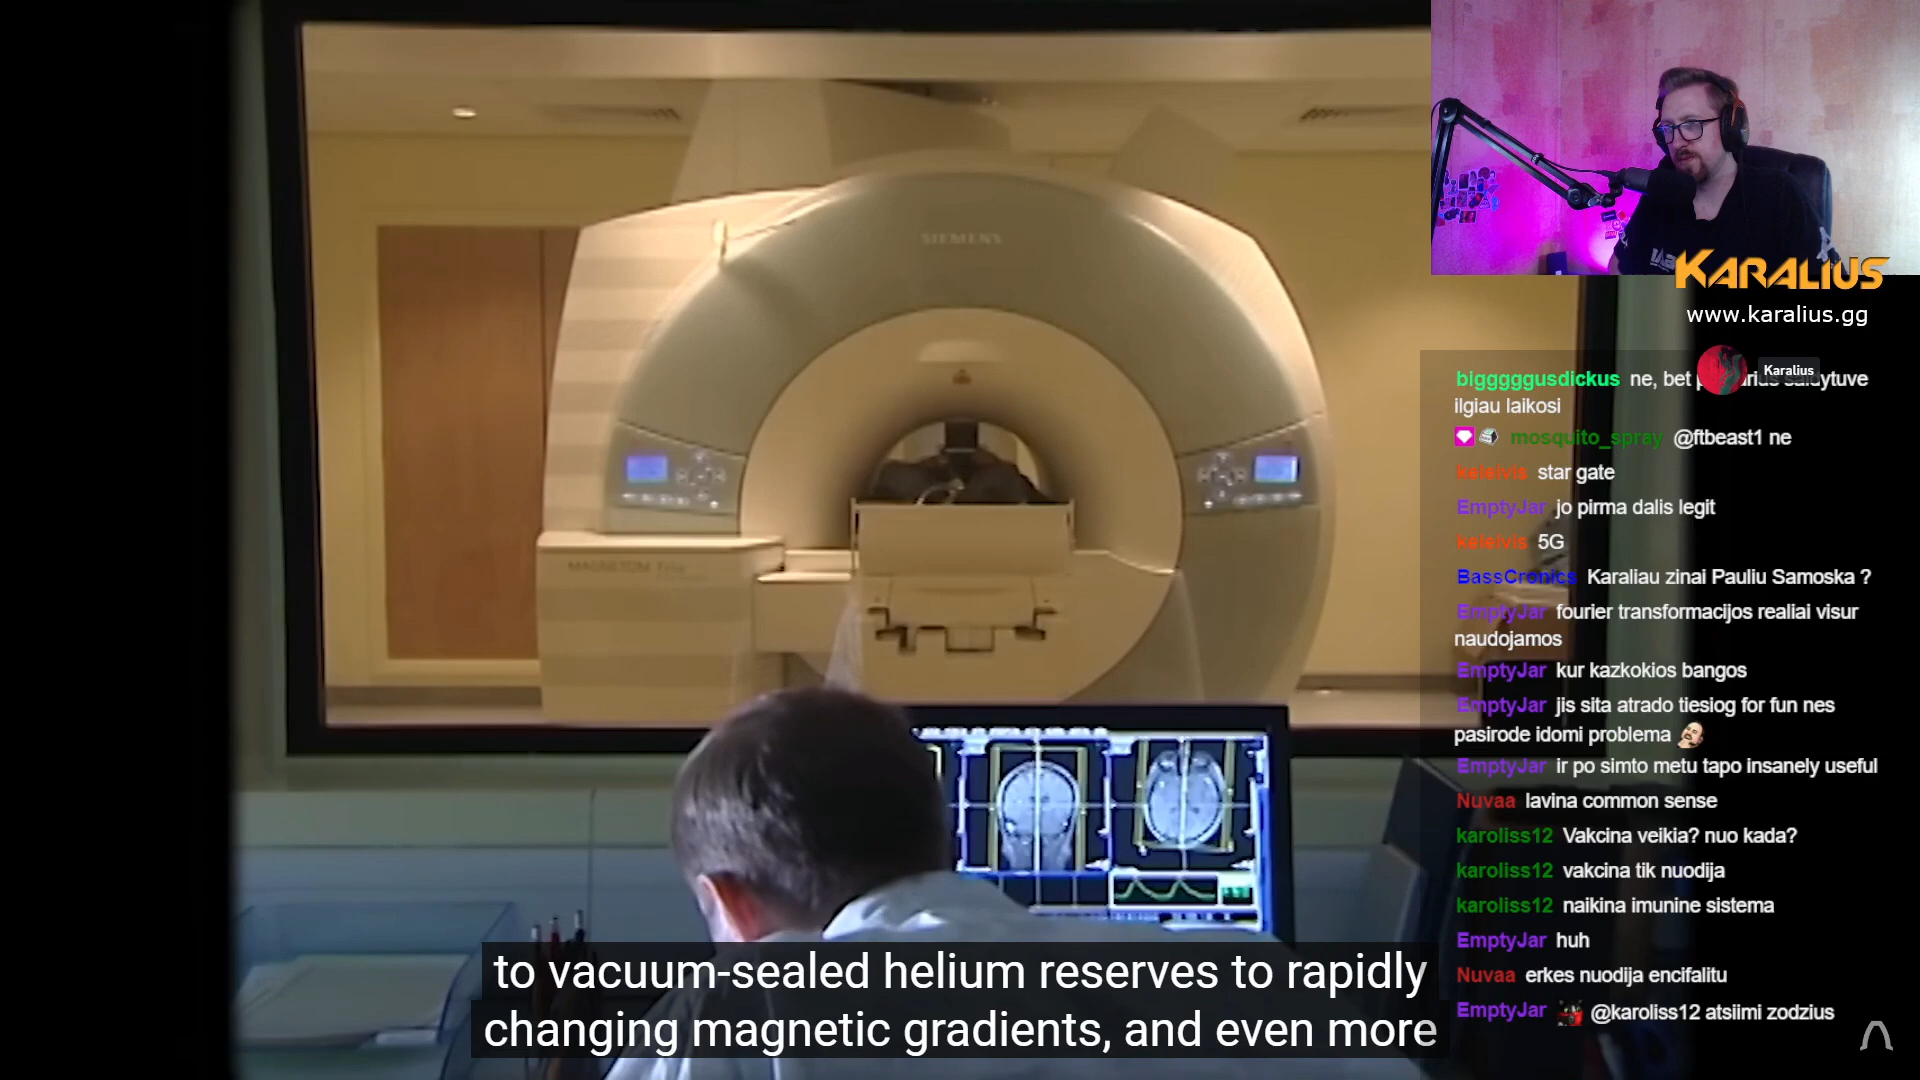 SIEMENS
MAGNETOM Trio
to vacuum-sealed helium reserves to rapidly
changing magnetic gradients, and even more
KARALIUS
www.karalius.gg
Karalius
bigggggusdickus ne, bet
ilgiau laikosi
mosquito_spray @ftbeast1 ne
keleivis star gate
EmptyJar jo pirma dalis legit
keleivis 5G
BassCronics Karaliau zinai Pauliu Samoska ?
EmptyJar fourier transformacijos realiai visur
naudojamos
EmptyJar kur kazkokios bangos
EmptyJar jis sita atrado tiesiog for fun nes
pasirode idomi problema
EmptyJar ir po simto metu tapo insanely useful
Nuvaa lavina common sense
karoliss12 Vakcina veikia? nuo kada?
karoliss12 vakcina tik nuodija
karoliss12 naikina imunine sistema
EmptyJar huh
Nuvaa erkes nuodija encifalitu
EmptyJar @karoliss12 atsiimi zodzius